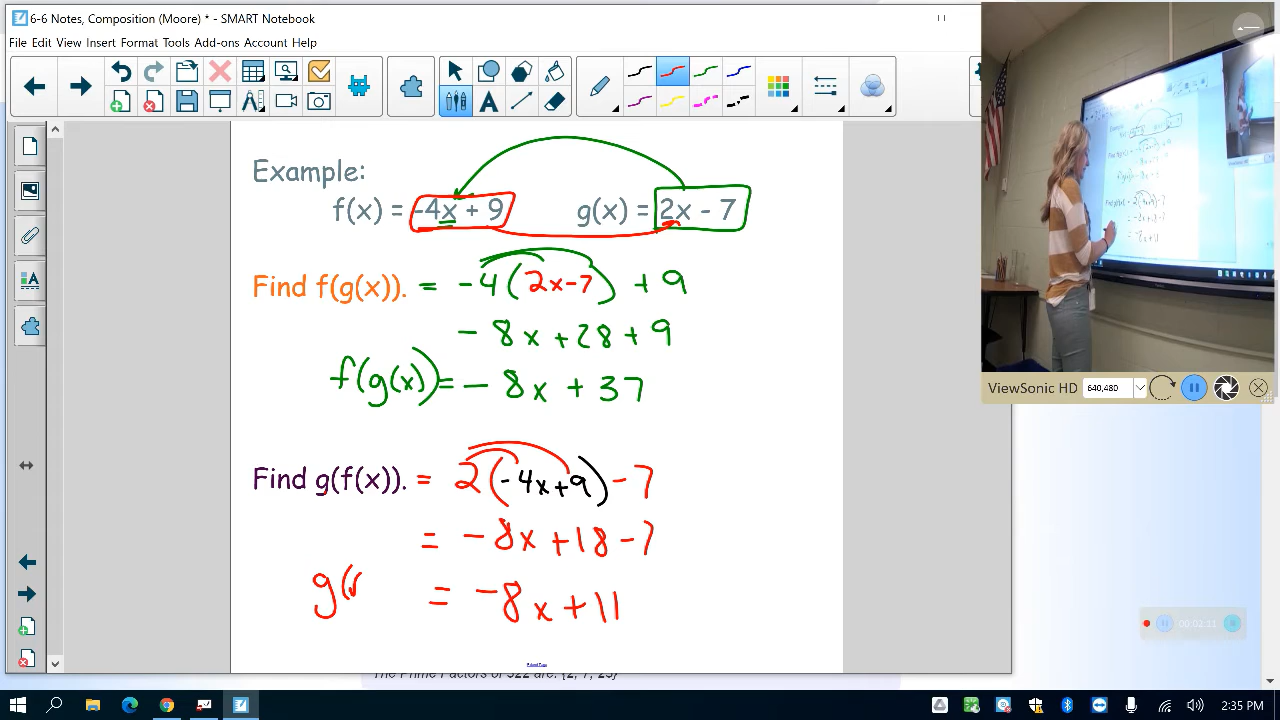 6-6 Notes, Composition (Moore) * - SMART Notebook
File Edit View Insert Format Tools Add-ons Account Help
Example:
f(x) = -4x + 9 g(x) = 2x - 7
Find f(g(x)). = -4(2x-7) + 9
- 8x + 28 + 9
f(g(x)) = - 8x + 37
Find g(f(x)). = 2(-4x+9) - 7
= - 8x + 18 - 7
g( = - 8x + 11
ViewSonic HD 640,480
00:02:11
The Prime Factors of 322 are: {2, 7, 23}
2:35 PM